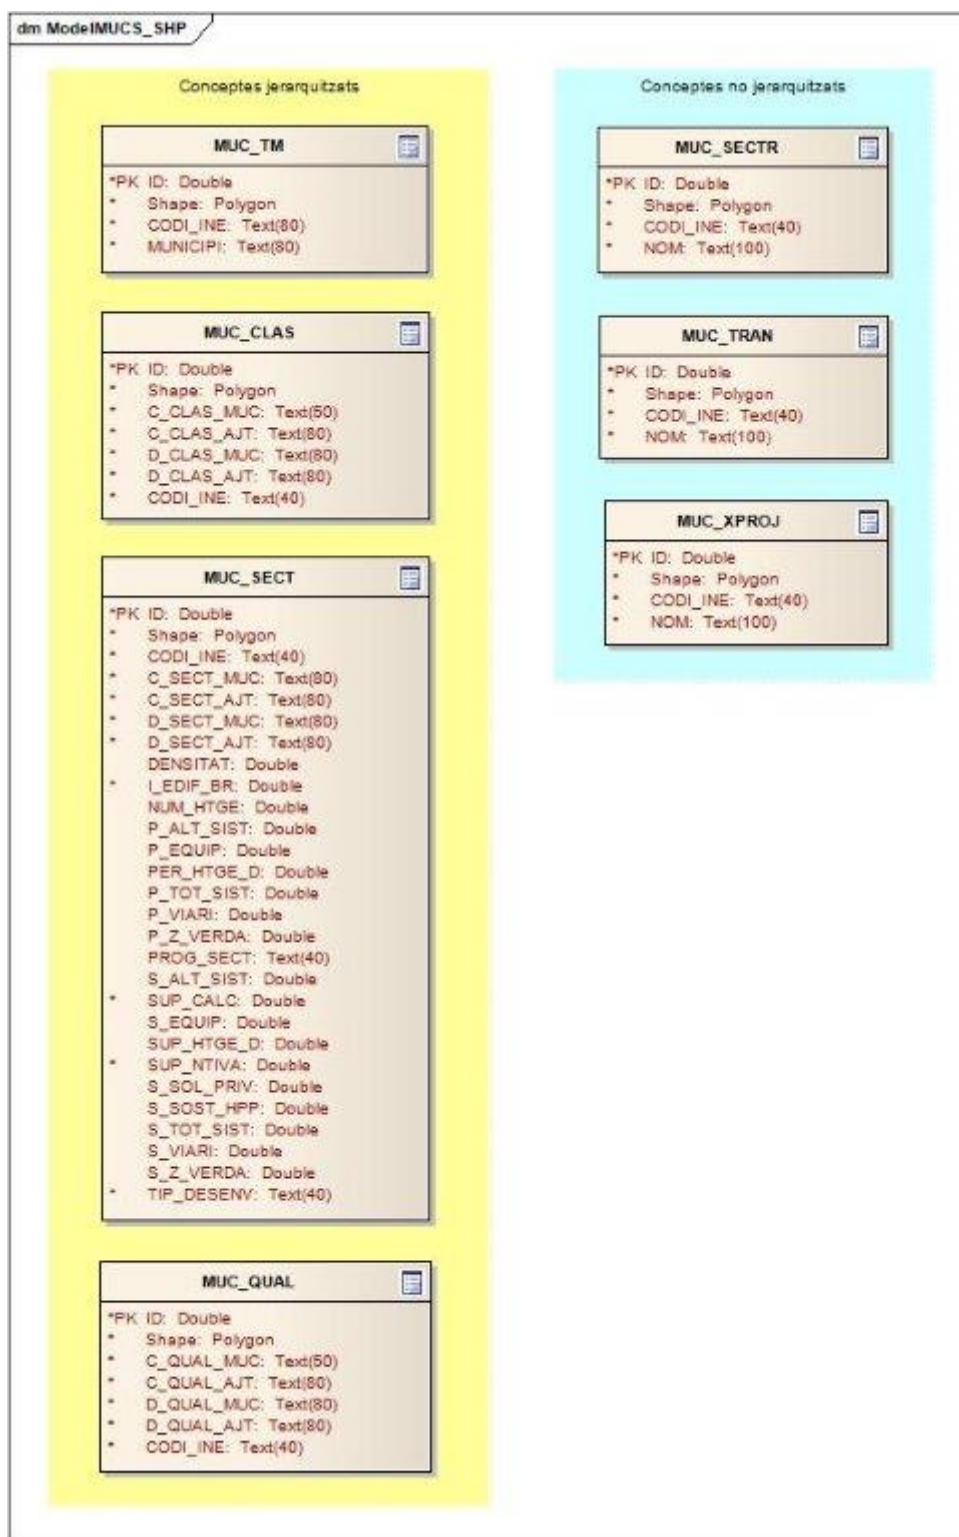 dm ModelMUCS_SHP
Conceptes jerarquitzats
MUC_TM
*PK ID: Double
* Shape: Polygon
* CODI_INE: Text(80)
* MUNICIPI: Text(80)
MUC_CLAS
*PK ID: Double
* Shape: Polygon
* C_CLAS_MUC: Text(50)
* C_CLAS_AJT: Text(80)
* D_CLAS_MUC: Text(80)
* D_CLAS_AJT: Text(80)
* CODI_INE: Text(40)
MUC_SECT
*PK ID: Double
* Shape: Polygon
* CODI_INE: Text(40)
* C_SECT_MUC: Text(80)
* C_SECT_AJT: Text(80)
* D_SECT_MUC: Text(80)
* D_SECT_AJT: Text(80)
DENSITAT: Double
* I_EDIF_BR: Double
NUM_HTGE: Double
P_ALT_SIST: Double
P_EQUIP: Double
PER_HTGE_D: Double
P_TOT_SIST: Double
P_VIARI: Double
P_Z_VERDA: Double
PROG_SECT: Text(40)
S_ALT_SIST: Double
* SUP_CALC: Double
S_EQUIP: Double
SUP_HTGE_D: Double
* SUP_NTIVA: Double
S_SOL_PRIV: Double
S_SOST_HPP: Double
S_TOT_SIST: Double
S_VIARI: Double
S_Z_VERDA: Double
* TIP_DESENV: Text(40)
MUC_QUAL
*PK ID: Double
* Shape: Polygon
* C_QUAL_MUC: Text(50)
* C_QUAL_AJT: Text(80)
* D_QUAL_MUC: Text(80)
* D_QUAL_AJT: Text(80)
* CODI_INE: Text(40)
Conceptes no jerarquitzats
MUC_SECTR
*PK ID: Double
* Shape: Polygon
* CODI_INE: Text(40)
* NOM: Text(100)
MUC_TRAN
*PK ID: Double
* Shape: Polygon
* CODI_INE: Text(40)
* NOM: Text(100)
MUC_XPROJ
*PK ID: Double
* Shape: Polygon
* CODI_INE: Text(40)
* NOM: Text(100)